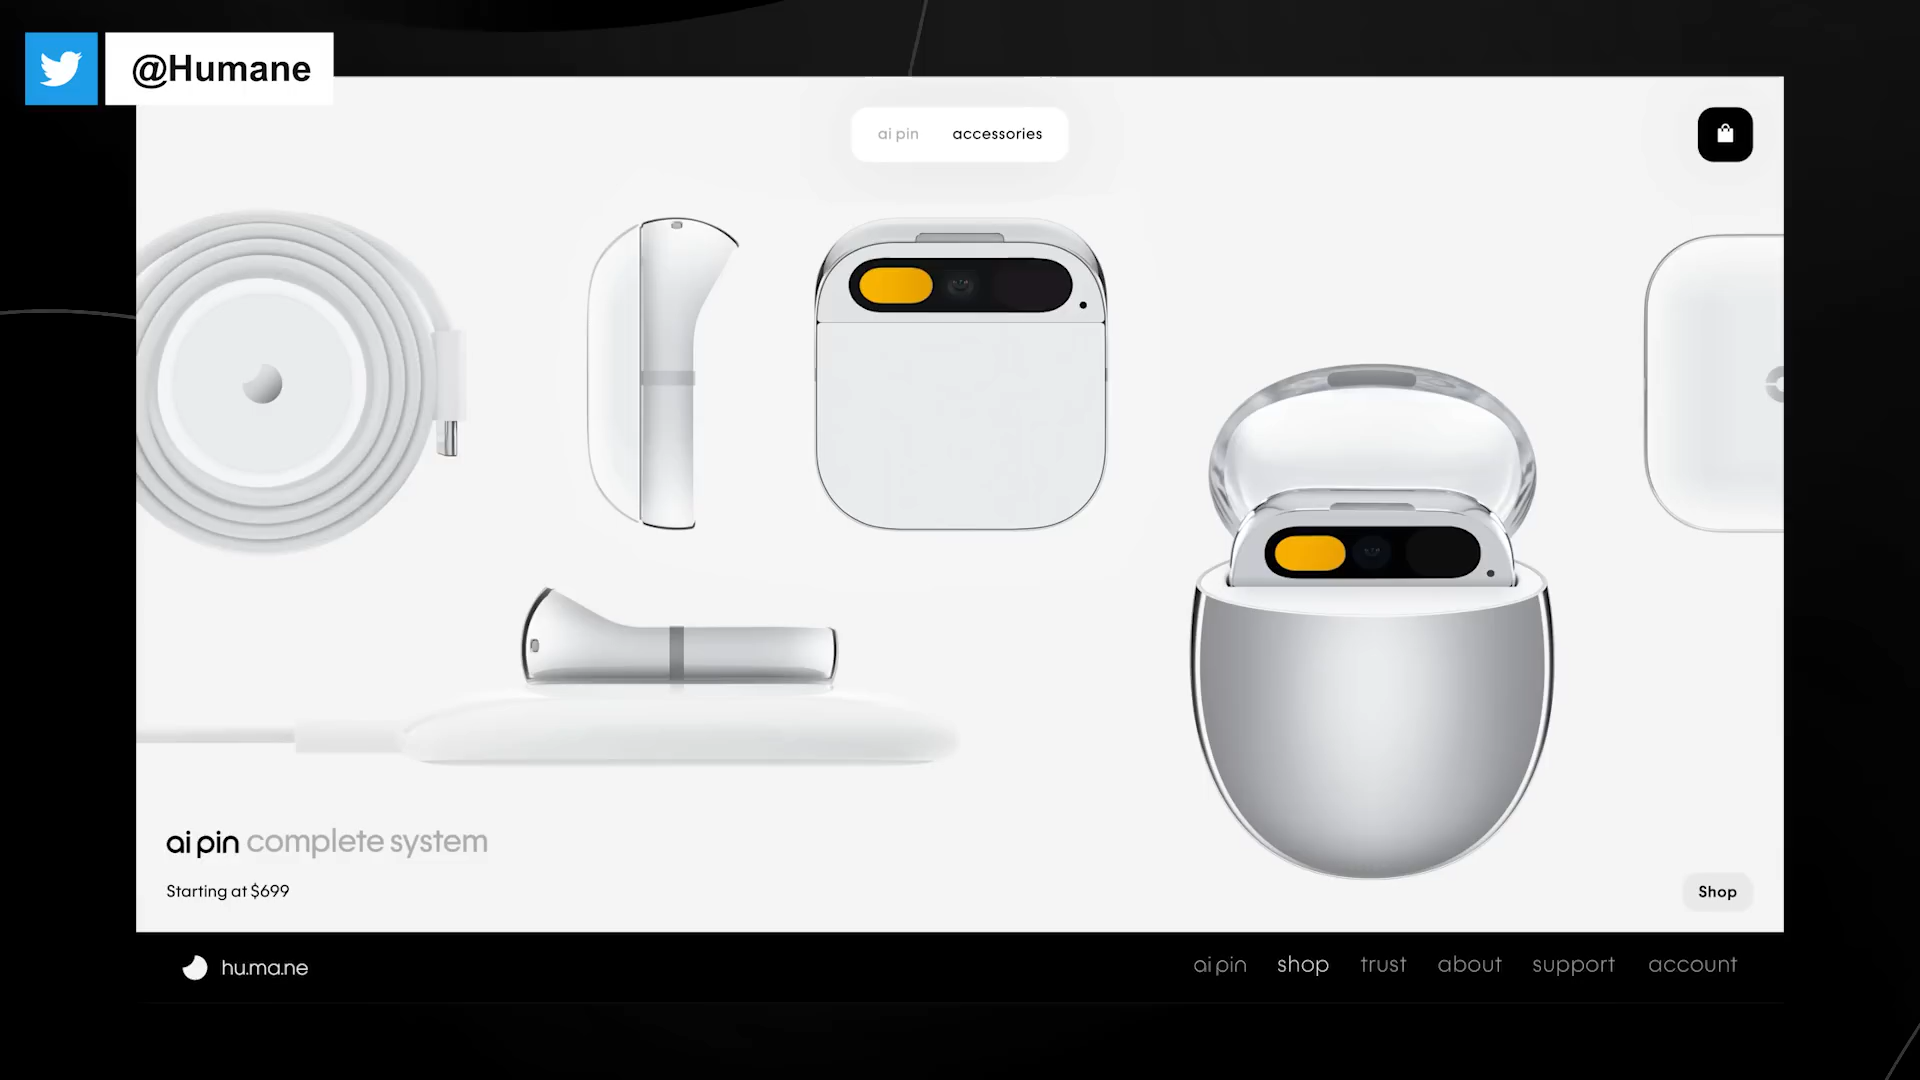 @Humane
ai pin accessories
ai pin complete system
Starting at $699
Shop
hu.ma.ne
ai pin shop trust about support account